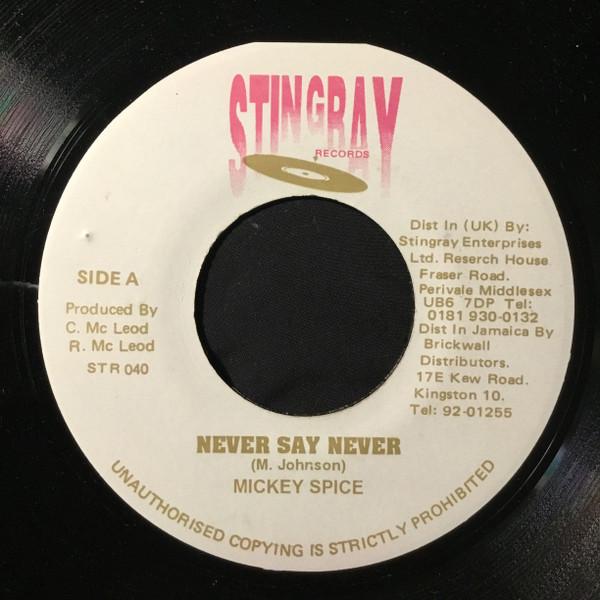 STINGRAY
RECORDS
SIDE A
Produced By
C. Mc Leod
R. Mc Leod
STR 040
Dist In (UK) By:
Stingray Enterprises
Ltd. Reserch House
Fraser Road.
Perivale Middlesex
UB6 7DP Tel:
0181 930-0132
Dist In Jamaica By
Brickwall
Distributors.
17E Kew Road.
Kingston 10.
Tel: 92-01255
NEVER SAY NEVER
(M. Johnson)
MICKEY SPICE
UNAUTHORISED COPYING IS STRICTLY PROHIBITED